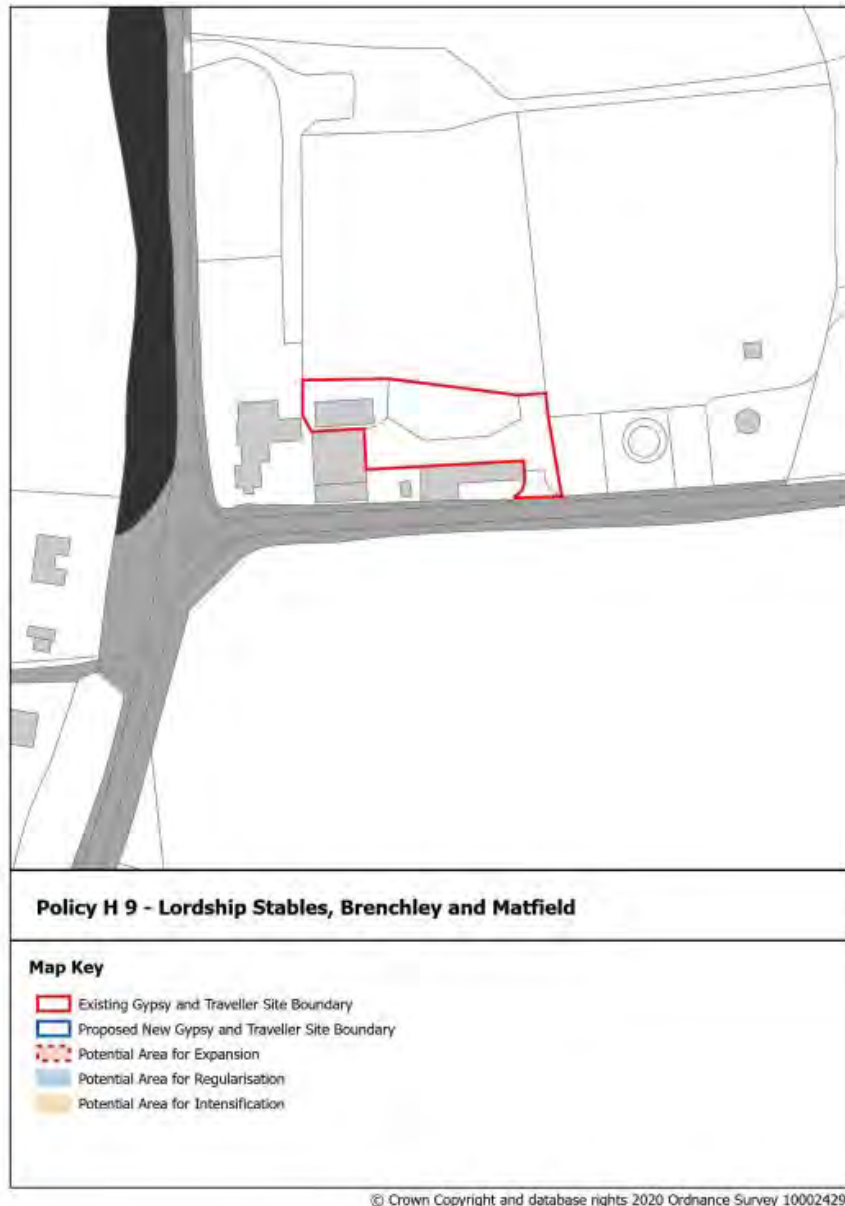 Policy H 9 - Lordship Stables, Brenchley and Matfield
Map Key
Existing Gypsy and Traveller Site Boundary
Proposed New Gypsy and Traveller Site Boundary
Potential Area for Expansion
Potential Area for Regularisation
Potential Area for Intensification
© Crown Copyright and database rights 2020 Ordnance Survey 10002429